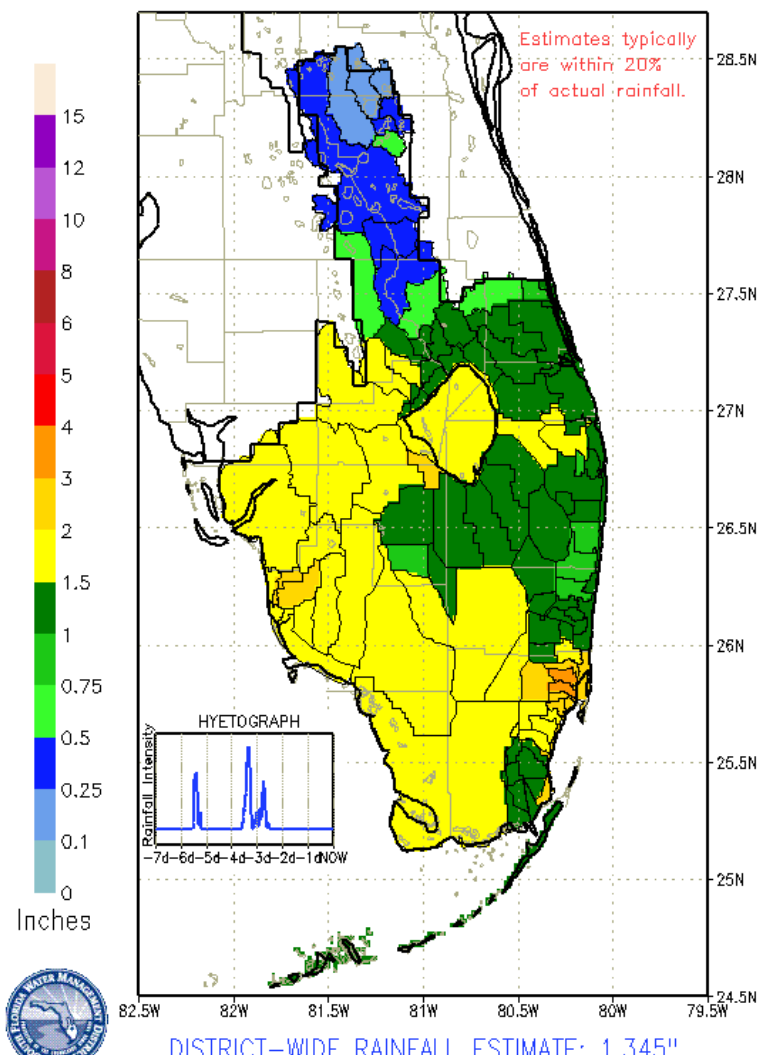 Estimates typically
are within 20%
of actual rainfall.
15
12
10
8
6
5
4
3
2
1.5
1
0.75
0.5
0.25
0.1
0
Inches
28.5N
28N
27.5N
27N
26.5N
26N
25.5N
25N
24.5N
HYETOGRAPH
Rainfall Intensity
-7d-6d-5d-4d-3d-2d-1dNOW
82.5W 82W 81.5W 81W 80.5W 80W 79.5W
FLORIDA WATER MANAGEMENT
DISTRICT-WIDE RAINFALL ESTIMATE: 1.345"